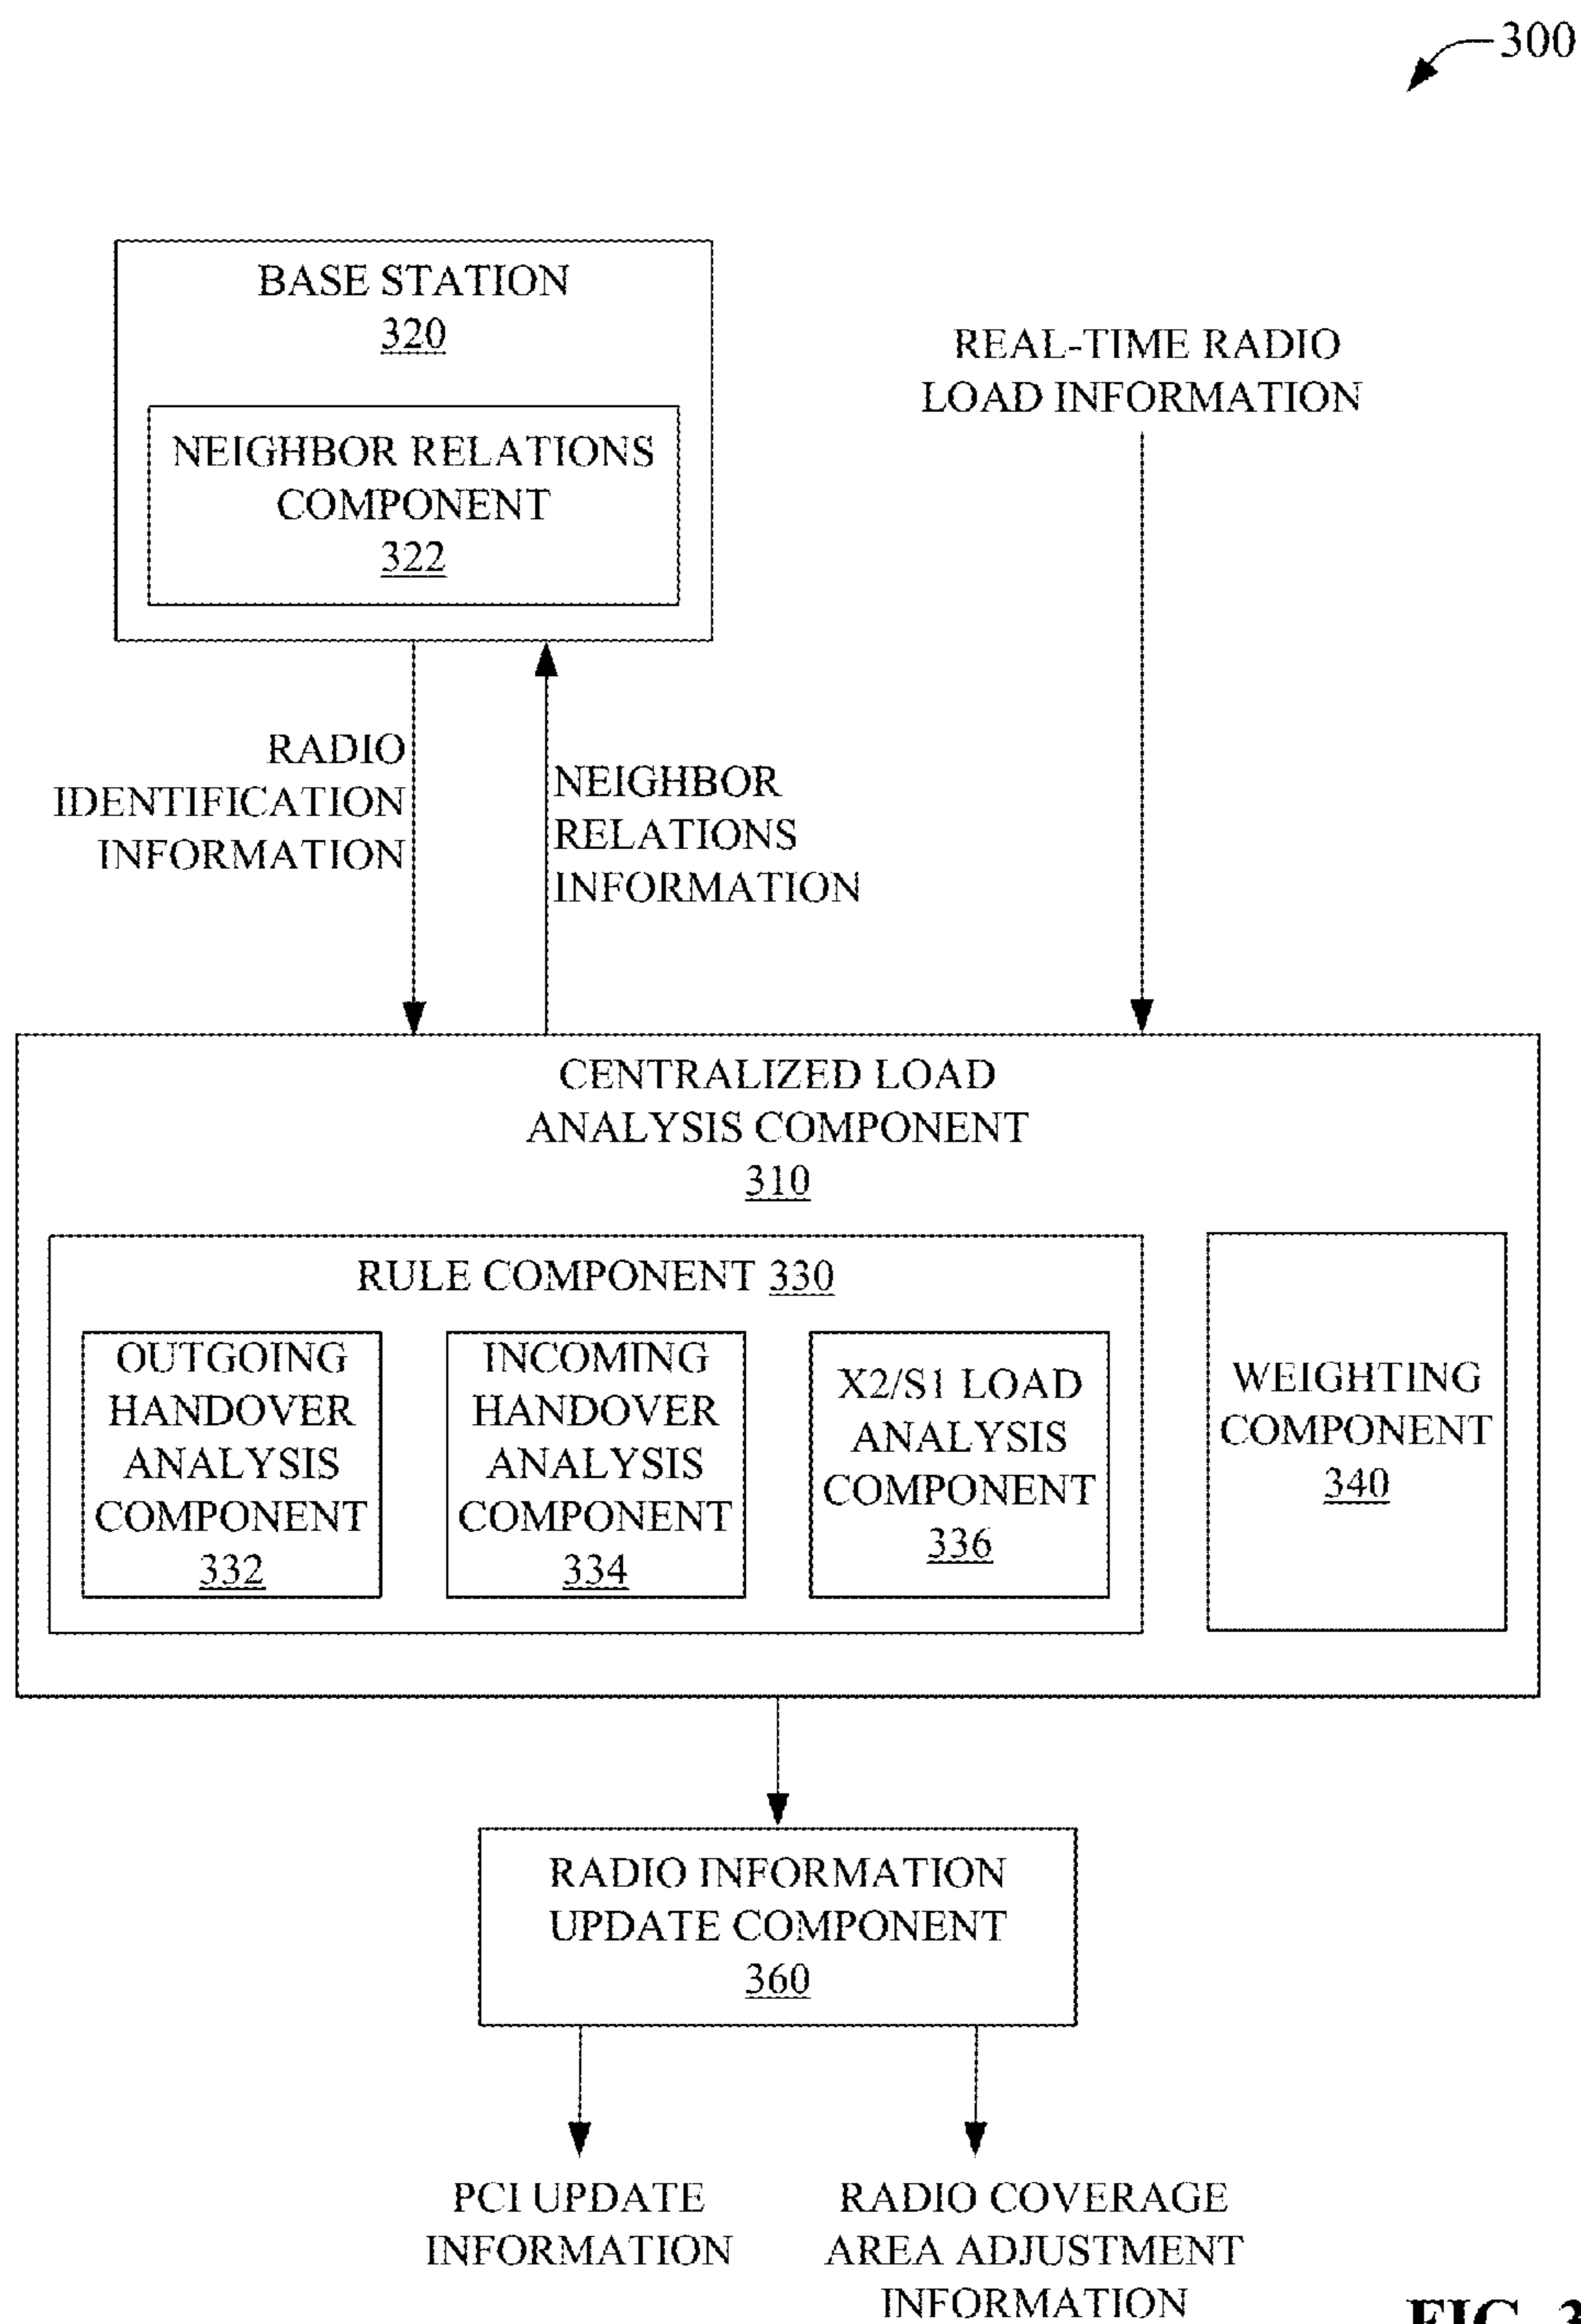 300
BASE STATION
320
NEIGHBOR RELATIONS
COMPONENT
322
REAL-TIME RADIO
LOAD INFORMATION
RADIO
IDENTIFICATION
INFORMATION
NEIGHBOR
RELATIONS
INFORMATION
CENTRALIZED LOAD
ANALYSIS COMPONENT
310
RULE COMPONENT 330
OUTGOING
HANDOVER
ANALYSIS
COMPONENT
332
INCOMING
HANDOVER
ANALYSIS
COMPONENT
334
X2/S1 LOAD
ANALYSIS
COMPONENT
336
WEIGHTING
COMPONENT
340
RADIO INFORMATION
UPDATE COMPONENT
360
PCI UPDATE
INFORMATION
RADIO COVERAGE
AREA ADJUSTMENT
INFORMATION
FIG. 3